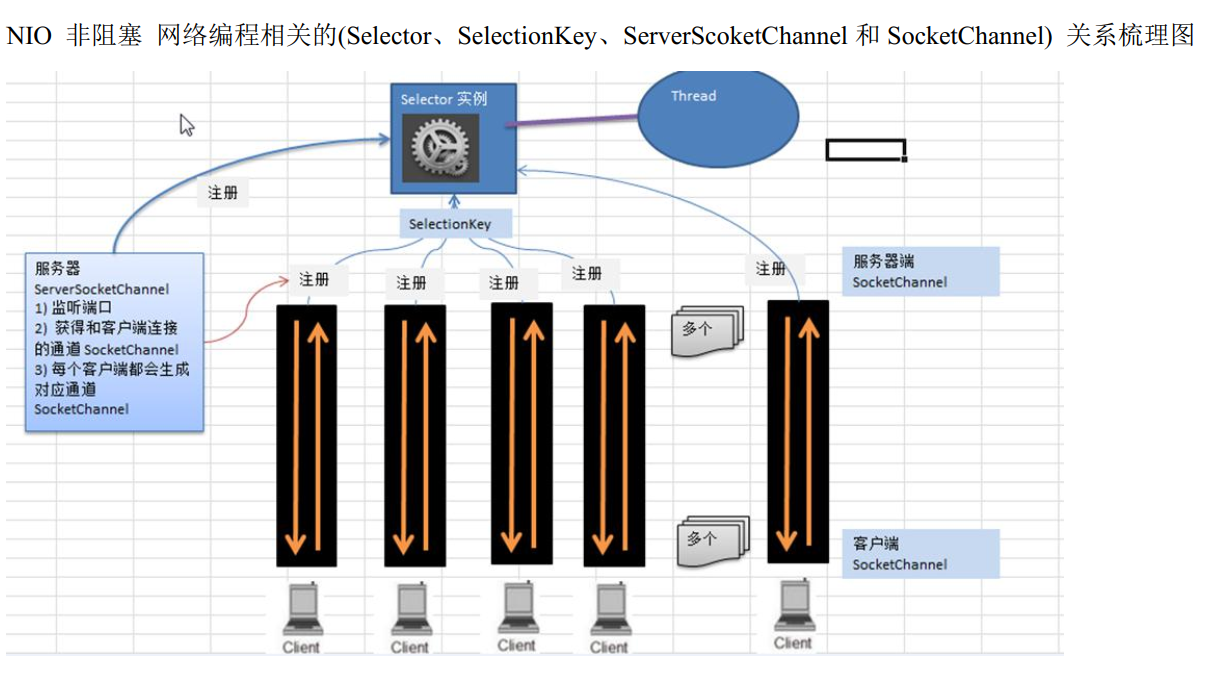 NIO 非阻塞 网络编程相关的(Selector、SelectionKey、ServerScoketChannel 和 SocketChannel) 关系梳理图
Selector 实例
Thread
注册
SelectionKey
服务器
ServerSocketChannel
1) 监听端口
2) 获得和客户端连接
的通道 SocketChannel
3) 每个客户端都会生成
对应通道
SocketChannel
注册
注册
注册
注册
注册
服务器端
SocketChannel
多个
多个
客户端
SocketChannel
Client
Client
Client
Client
Client